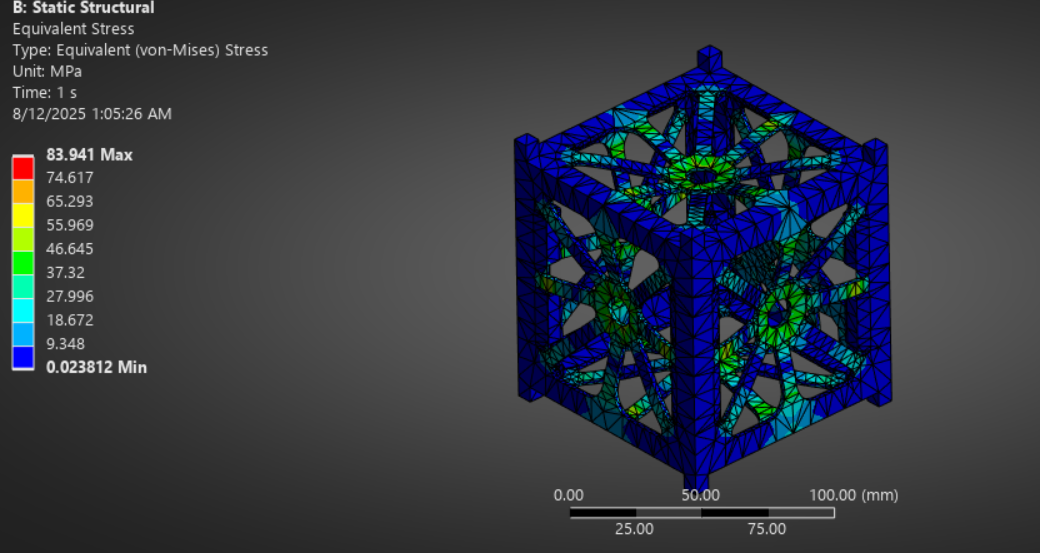 B: Static Structural
Equivalent Stress
Type: Equivalent (von-Mises) Stress
Unit: MPa
Time: 1 s
8/12/2025 1:05:26 AM
83.941 Max
74.617
65.293
55.969
46.645
37.32
27.996
18.672
9.348
0.023812 Min
0.00 50.00 100.00 (mm)
25.00 75.00